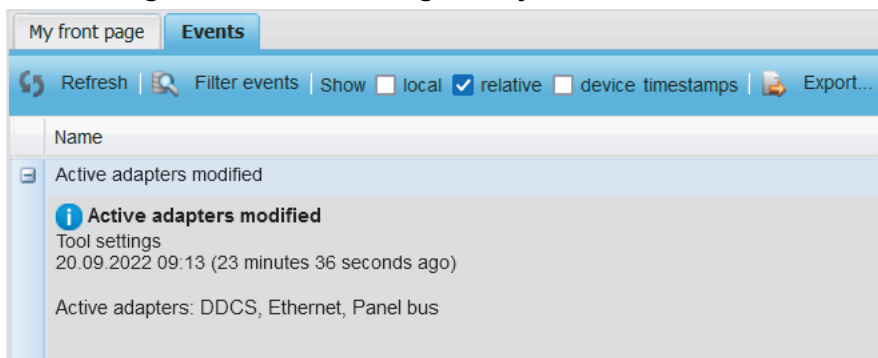 My front page Events
Refresh Filter events Show local relative device timestamps Export...
Name
Active adapters modified
Active adapters modified
Tool settings
20.09.2022 09:13 (23 minutes 36 seconds ago)
Active adapters: DDCS, Ethernet, Panel bus